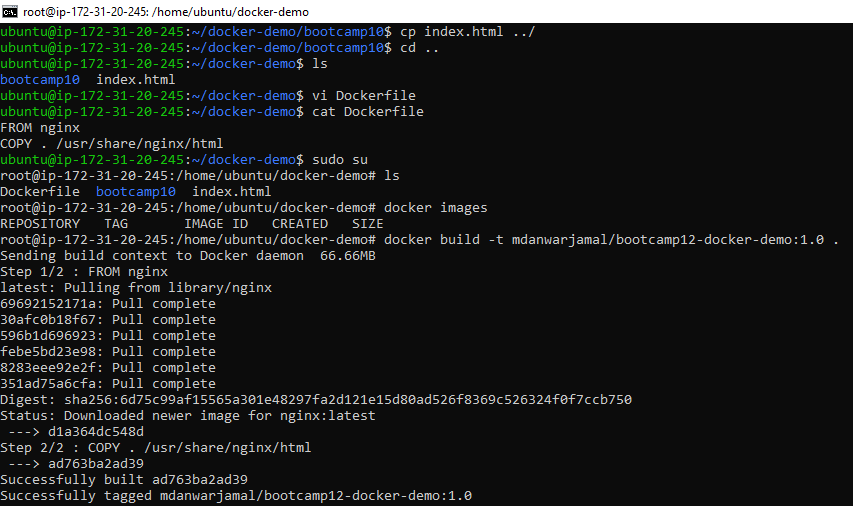 root@ip-172-31-20-245: /home/ubuntu/docker-demo
ubuntu@ip-172-31-20-245:~/docker-demo/bootcamp10$ cp index.html ../
ubuntu@ip-172-31-20-245:~/docker-demo/bootcamp10$ cd ..
ubuntu@ip-172-31-20-245:~/docker-demo$ ls
bootcamp10  index.html
ubuntu@ip-172-31-20-245:~/docker-demo$ vi Dockerfile
ubuntu@ip-172-31-20-245:~/docker-demo$ cat Dockerfile
FROM nginx
COPY . /usr/share/nginx/html
ubuntu@ip-172-31-20-245:~/docker-demo$ sudo su
root@ip-172-31-20-245:/home/ubuntu/docker-demo# ls
Dockerfile  bootcamp10  index.html
root@ip-172-31-20-245:/home/ubuntu/docker-demo# docker images
REPOSITORY   TAG       IMAGE ID   CREATED   SIZE
root@ip-172-31-20-245:/home/ubuntu/docker-demo# docker build -t mdanwarjamal/bootcamp12-docker-demo:1.0 .
Sending build context to Docker daemon  66.66MB
Step 1/2 : FROM nginx
latest: Pulling from library/nginx
69692152171a: Pull complete
30afc0b18f67: Pull complete
596b1d696923: Pull complete
febe5bd23e98: Pull complete
8283eee92e2f: Pull complete
351ad75a6cfa: Pull complete
Digest: sha256:6d75c99af15565a301e48297fa2d121e15d80ad526f8369c526324f0f7ccb750
Status: Downloaded newer image for nginx:latest
 ---> d1a364dc548d
Step 2/2 : COPY . /usr/share/nginx/html
 ---> ad763ba2ad39
Successfully built ad763ba2ad39
Successfully tagged mdanwarjamal/bootcamp12-docker-demo:1.0